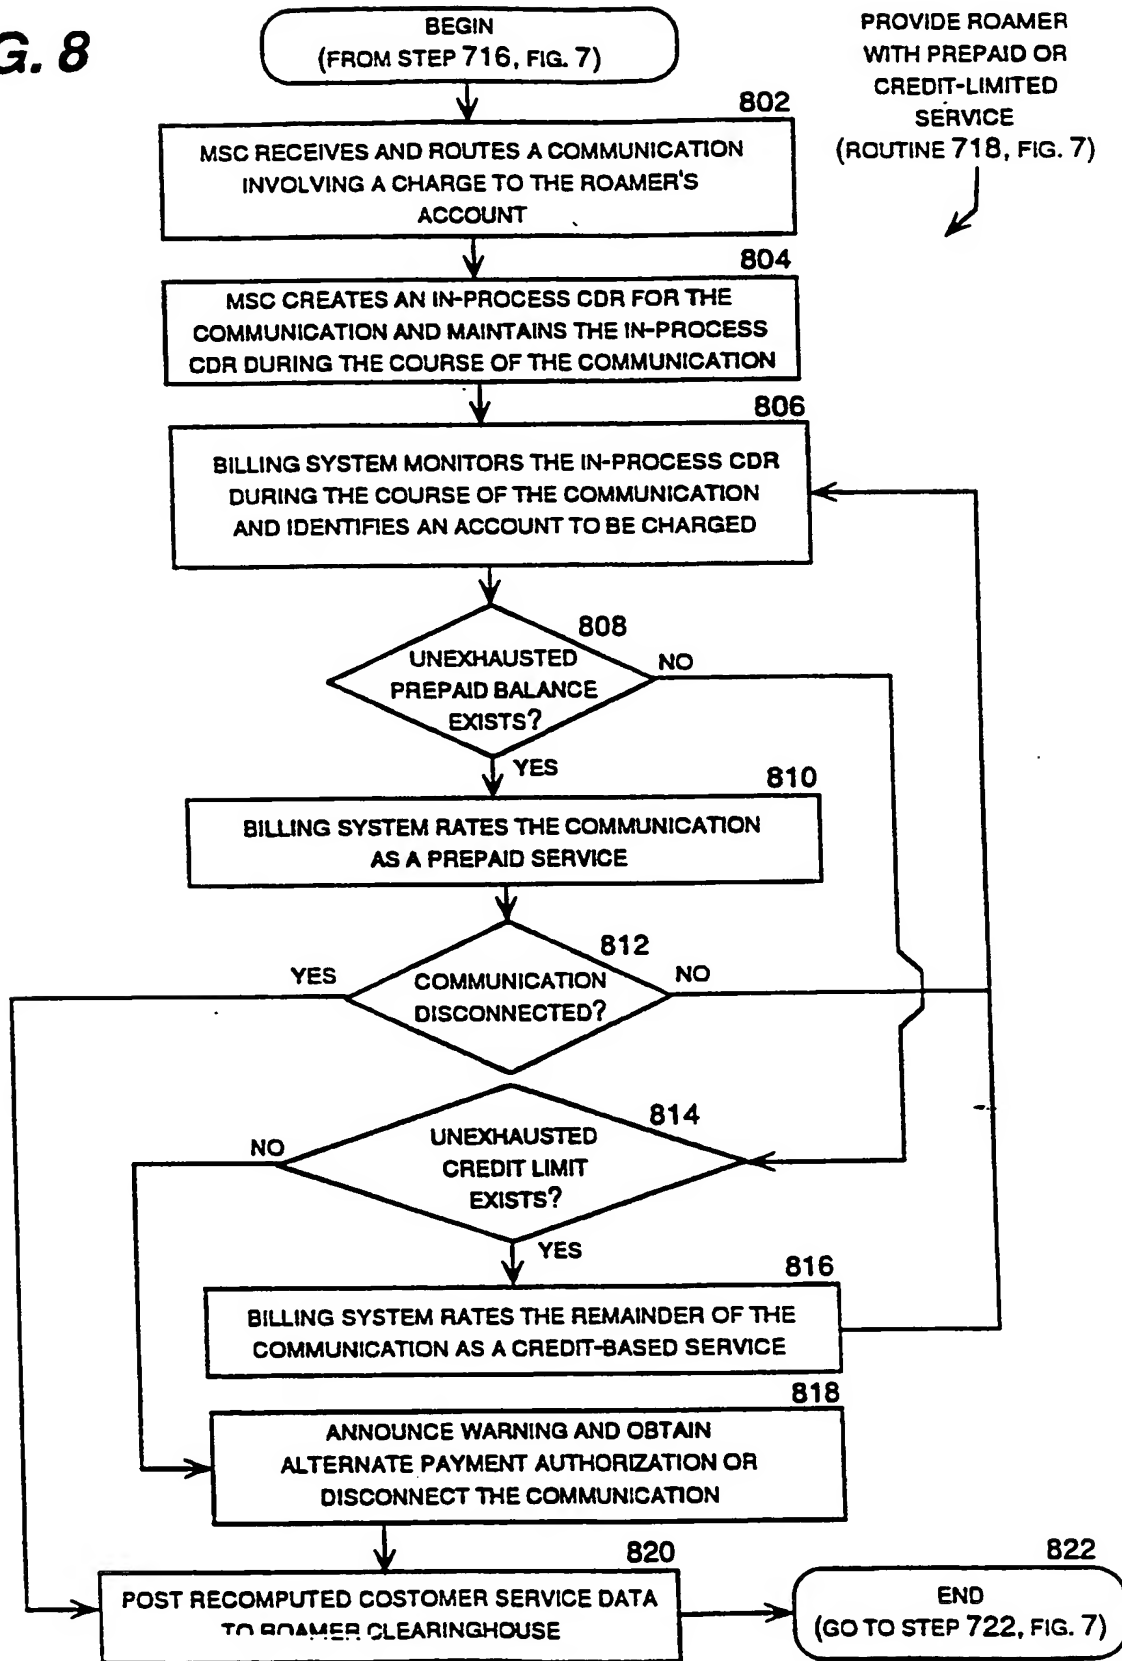 G. 8
BEGIN
(FROM STEP 716, FIG. 7)
PROVIDE ROAMER
WITH PREPAID OR
CREDIT-LIMITED
SERVICE
(ROUTINE 718, FIG. 7)
802
MSC RECEIVES AND ROUTES A COMMUNICATION
INVOLVING A CHARGE TO THE ROAMER'S
ACCOUNT
804
MSC CREATES AN IN-PROCESS CDR FOR THE
COMMUNICATION AND MAINTAINS THE IN-PROCESS
CDR DURING THE COURSE OF THE COMMUNICATION
806
BILLING SYSTEM MONITORS THE IN-PROCESS CDR
DURING THE COURSE OF THE COMMUNICATION
AND IDENTIFIES AN ACCOUNT TO BE CHARGED
808
UNEXHAUSTED
PREPAID BALANCE
EXISTS?
NO
YES
810
BILLING SYSTEM RATES THE COMMUNICATION
AS A PREPAID SERVICE
812
YES
COMMUNICATION
DISCONNECTED?
NO
814
NO
UNEXHAUSTED
CREDIT LIMIT
EXISTS?
YES
816
BILLING SYSTEM RATES THE REMAINDER OF THE
COMMUNICATION AS A CREDIT-BASED SERVICE
818
ANNOUNCE WARNING AND OBTAIN
ALTERNATE PAYMENT AUTHORIZATION OR
DISCONNECT THE COMMUNICATION
820
POST RECOMPUTED COSTOMER SERVICE DATA
TO ROAMER CLEARINGHOUSE
822
END
(GO TO STEP 722, FIG. 7)